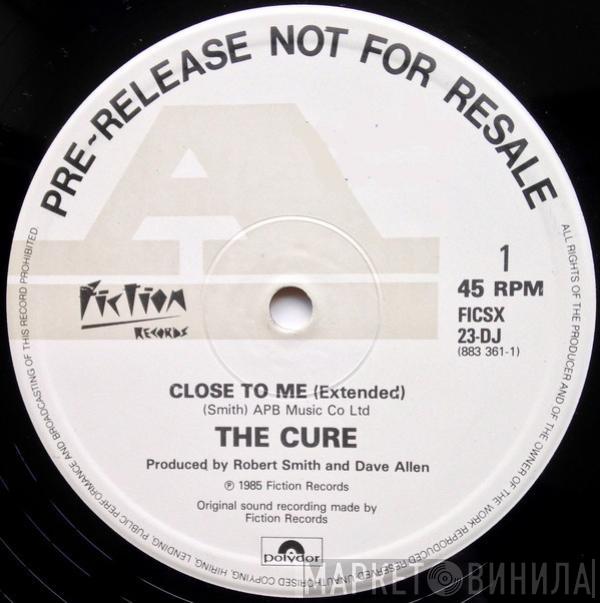 PRE-RELEASE NOT FOR RESALE
A
Fiction
RECORDS
1
45 RPM
FICSX
23-DJ
(883 361-1)
CLOSE TO ME (Extended)
(Smith) APB Music Co Ltd
THE CURE
Produced by Robert Smith and Dave Allen
℗ 1985 Fiction Records
Original sound recording made by
Fiction Records
polydor
ALL RIGHTS OF THE PRODUCER AND OF THE OWNER OF THE WORK REPRODUCED RESERVED. UNAUTHORISED COPYING, HIRING, LENDING, PUBLIC PERFORMANCE AND BROADCASTING OF THIS RECORD PROHIBITED.
МАРКЕТ ВИНИЛА